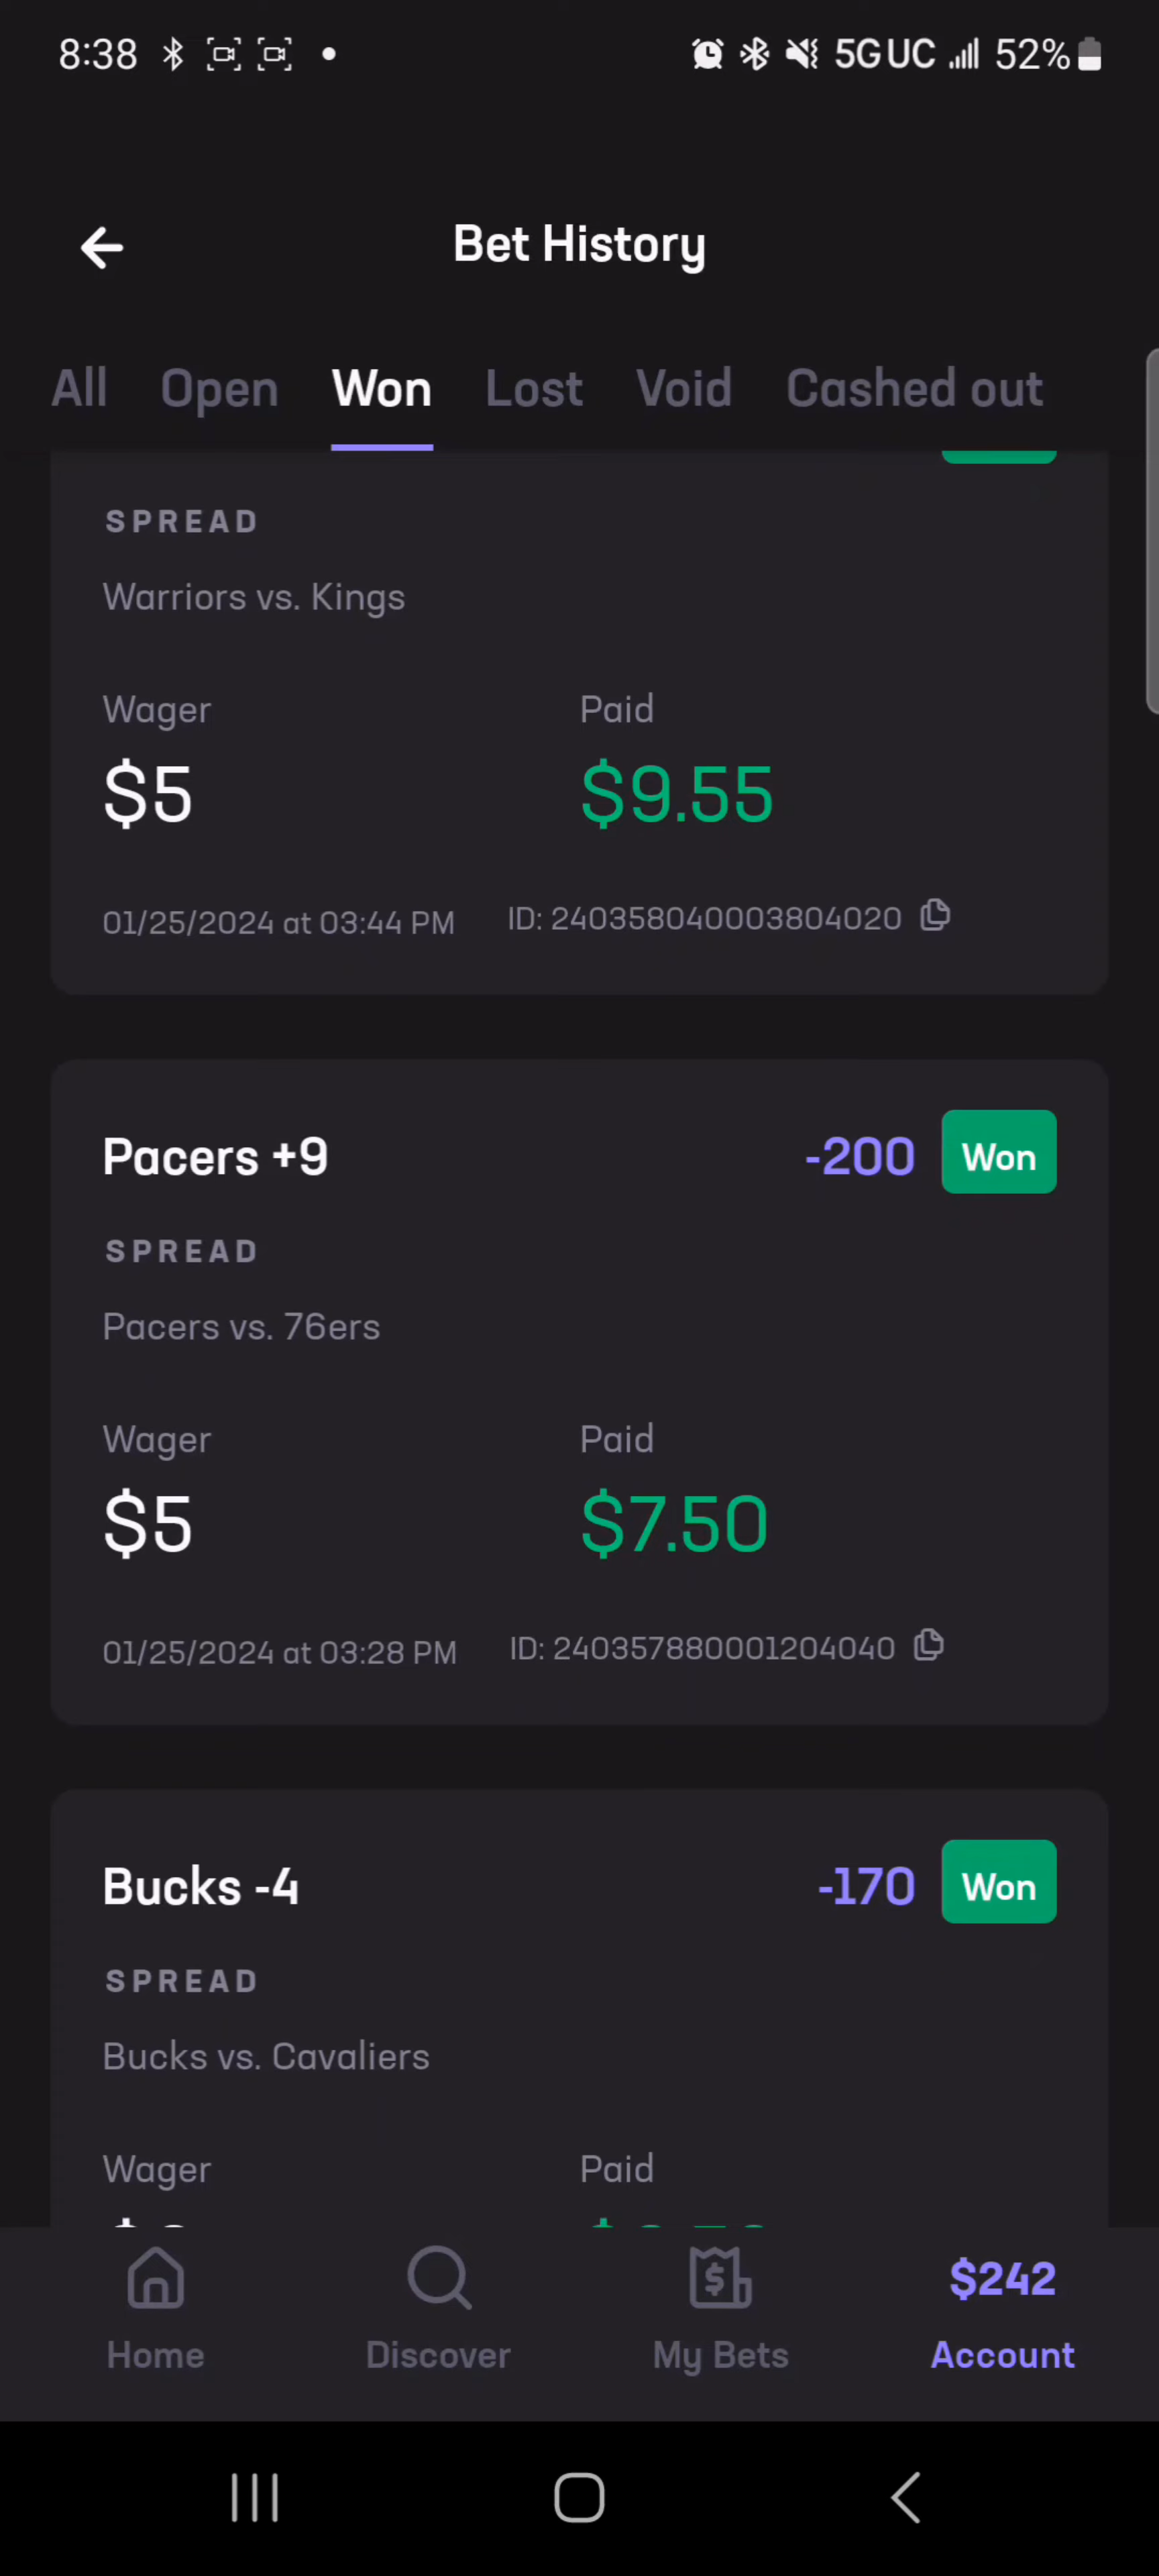 8:38 5G UC 52%
Bet History
All Open Won Lost Void Cashed out
SPREAD
Warriors vs. Kings
Wager Paid
$5 $9.55
01/25/2024 at 03:44 PM ID: 240358040003804020
Pacers +9 -200 Won
SPREAD
Pacers vs. 76ers
Wager Paid
$5 $7.50
01/25/2024 at 03:28 PM ID: 240357880001204040
Bucks -4 -170 Won
SPREAD
Bucks vs. Cavaliers
Wager Paid
$242
Home Discover My Bets Account